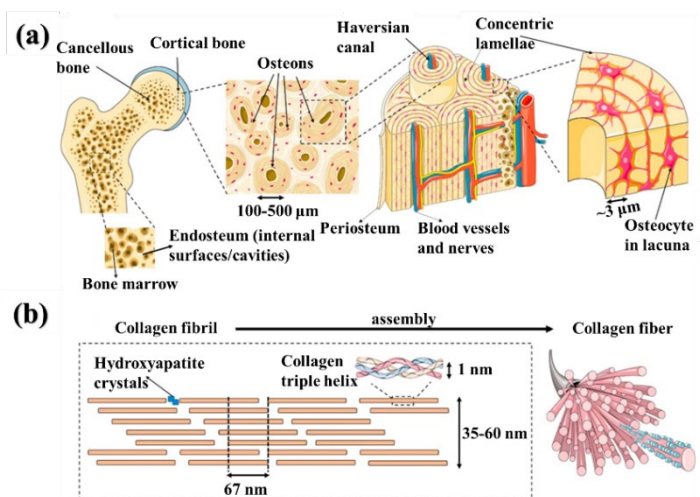 (a)
Cancellous
bone
Cortical bone
Osteons
Haversian
canal
Concentric
lamellae
100-500 µm
Periosteum
Blood vessels
and nerves
~3 µm
Osteocyte
in lacuna
Endosteum (internal
surfaces/cavities)
Bone marrow
(b)
Collagen fibril
assembly
Collagen fiber
Hydroxyapatite
crystals
Collagen
triple helix
1 nm
35-60 nm
67 nm